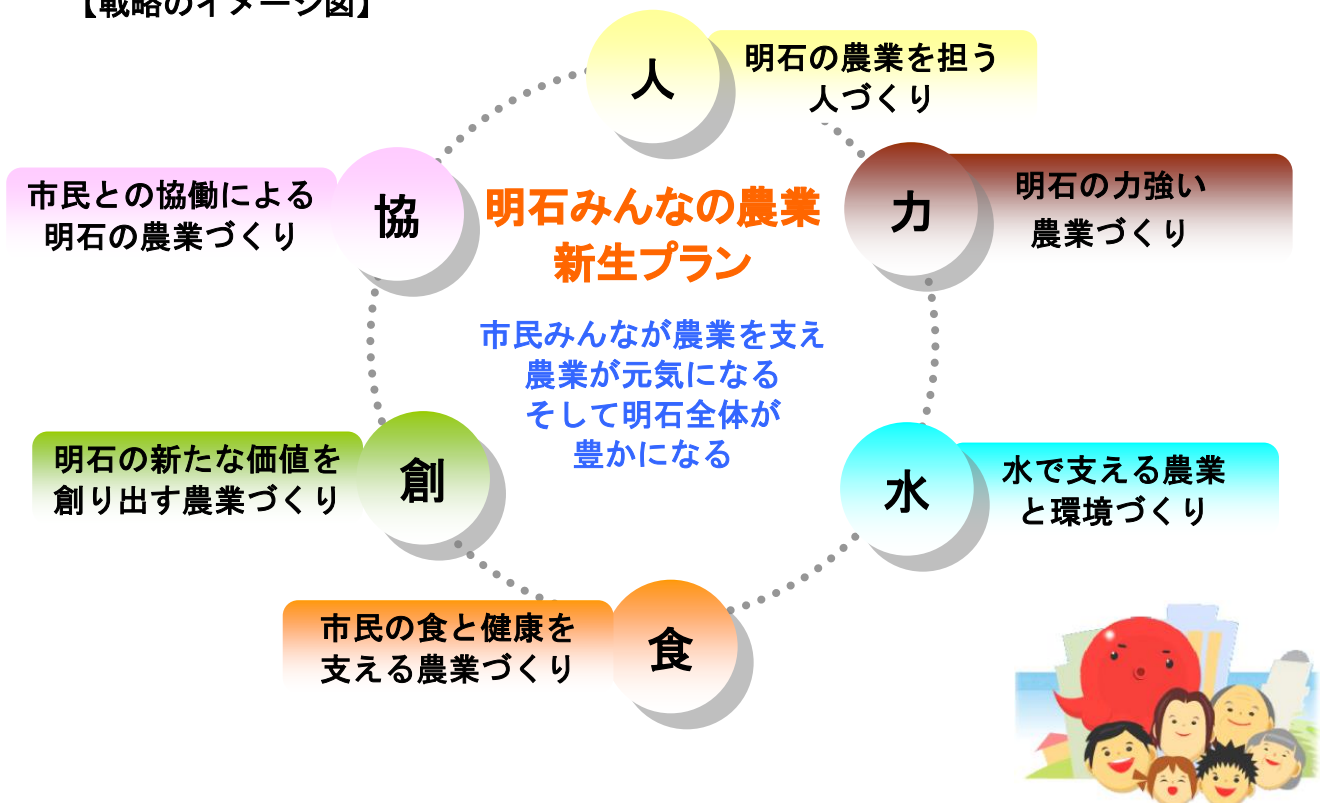 【戦略のイメージ図】
人
明石の農業を担う
人づくり
力
明石の力強い
農業づくり
水
水で支える農業
と環境づくり
食
市民の食と健康を
支える農業づくり
創
明石の新たな価値を
創り出す農業づくり
協
市民との協働による
明石の農業づくり
明石みんなの農業
新生プラン
市民みんなが農業を支え
農業が元気になる
そして明石全体が
豊かになる